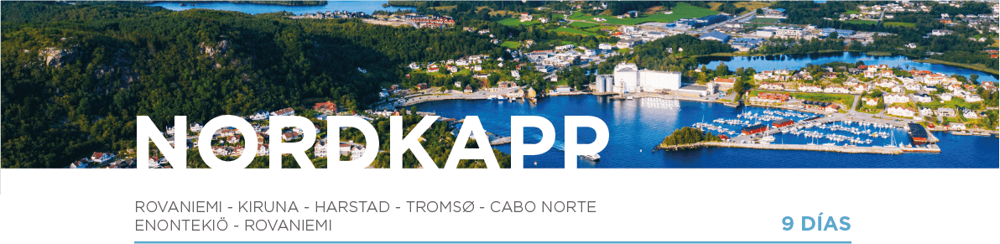 NORDKAPP
ROVANIEMI - KIRUNA - HARSTAD - TROMSØ - CABO NORTE
ENONTEKIÖ - ROVANIEMI
9 DÍAS